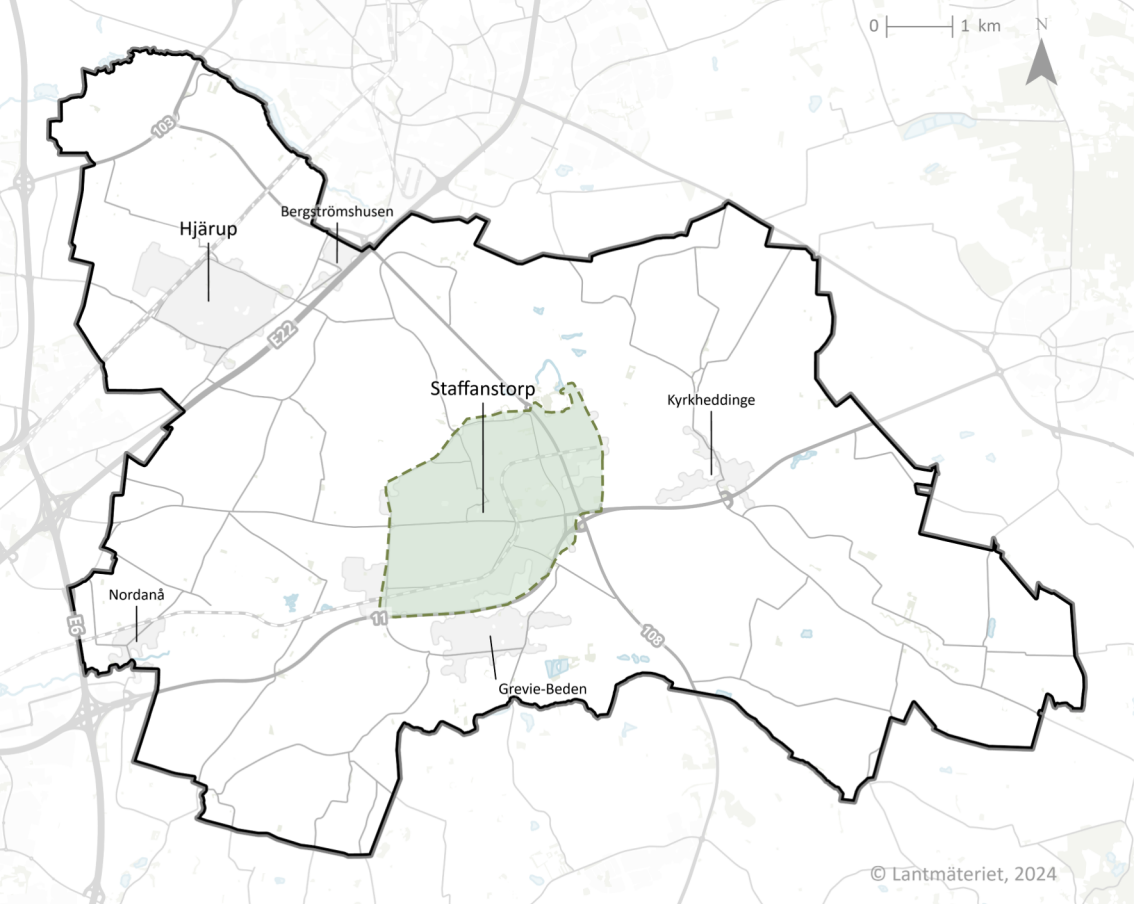 0 1 km
N
103
Bergströmshusen
Hjärup
E22
Staffanstorp
Kyrkheddinge
Nordanå
E6
11
108
Grevie-Beden
© Lantmäteriet, 2024